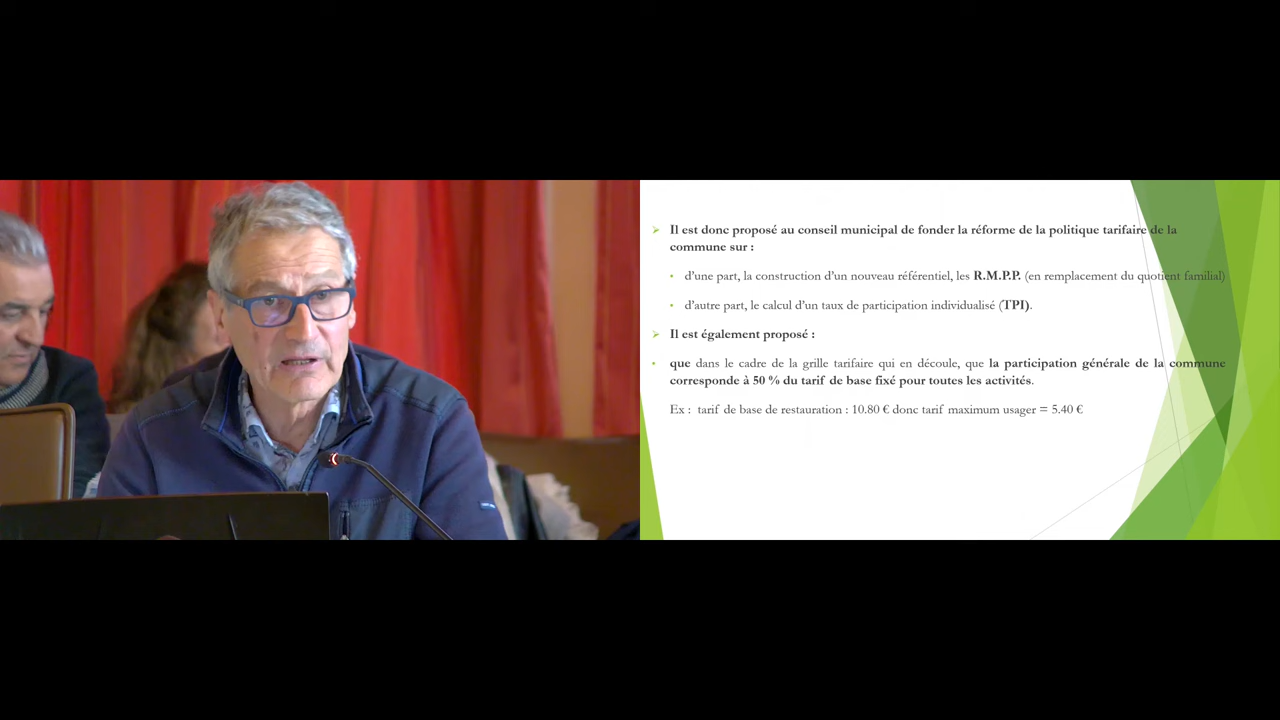 Il est donc proposé au conseil municipal de fonder la réforme de la politique tarifaire de la
commune sur :
d'une part, la construction d'un nouveau référentiel, les R.M.P.P. (en remplacement du quotient familial)
d'autre part, le calcul d'un taux de participation individualisé (TPI).
Il est également proposé :
que dans le cadre de la grille tarifaire qui en découle, que la participation générale de la commune
corresponde à 50 % du tarif de base fixé pour toutes les activités.
Ex : tarif de base de restauration : 10.80 € donc tarif maximum usager = 5.40 €